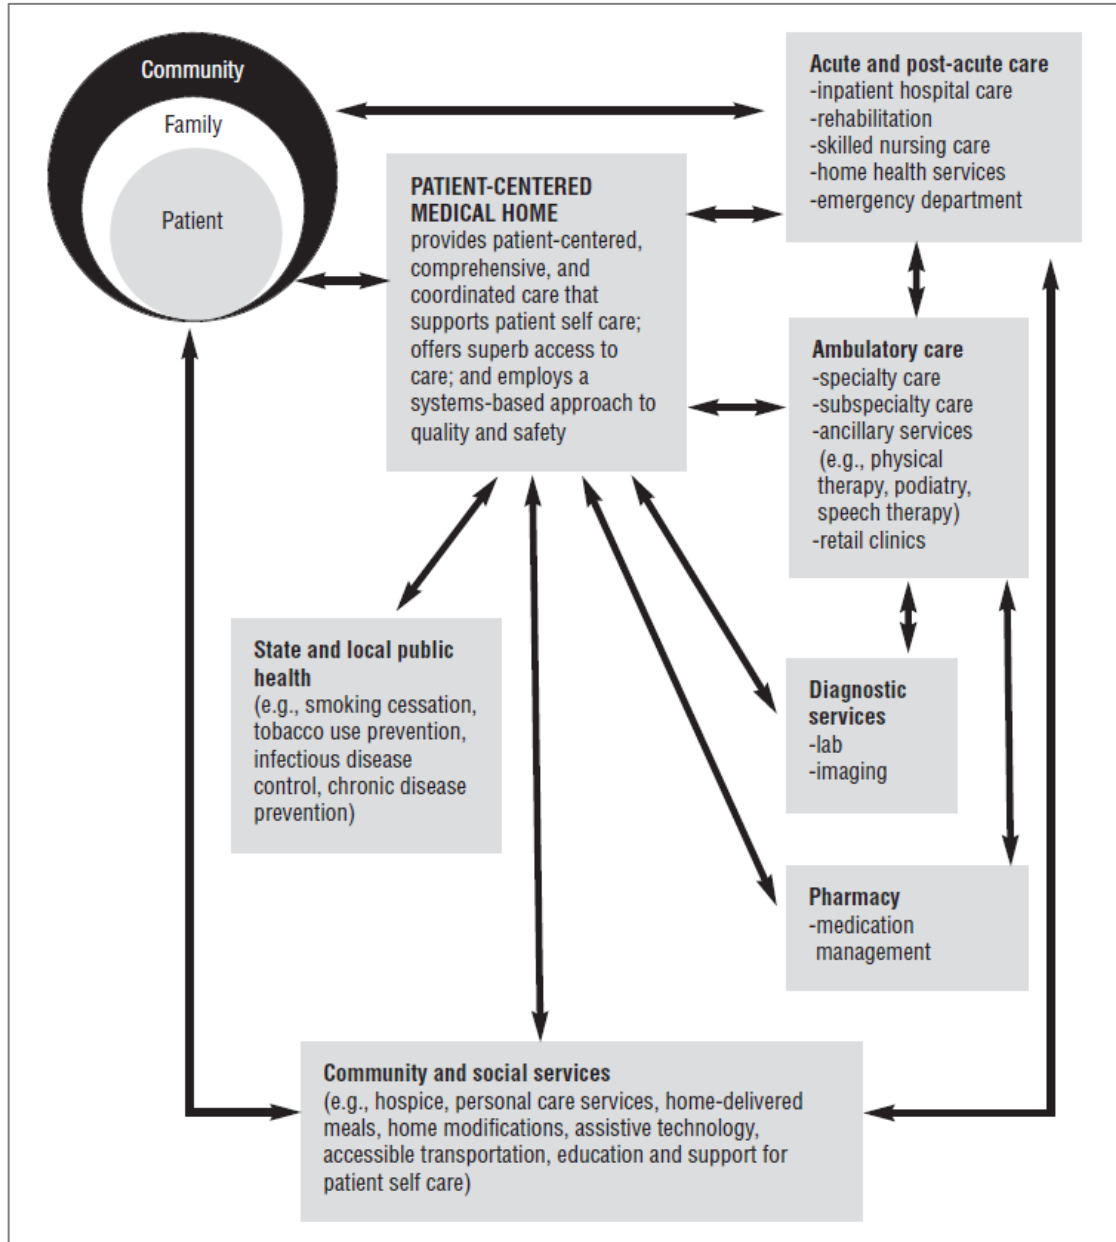 Community
Family
Patient
PATIENT-CENTERED
MEDICAL HOME
provides patient-centered,
comprehensive, and
coordinated care that
supports patient self care;
offers superb access to
care; and employs a
systems-based approach to
quality and safety
Acute and post-acute care
-inpatient hospital care
-rehabilitation
-skilled nursing care
-home health services
-emergency department
Ambulatory care
-specialty care
-subspecialty care
-ancillary services
(e.g., physical
therapy, podiatry,
speech therapy)
-retail clinics
State and local public
health
(e.g., smoking cessation,
tobacco use prevention,
infectious disease
control, chronic disease
prevention)
Diagnostic
services
-lab
-imaging
Pharmacy
-medication
management
Community and social services
(e.g., hospice, personal care services, home-delivered
meals, home modifications, assistive technology,
accessible transportation, education and support for
patient self care)